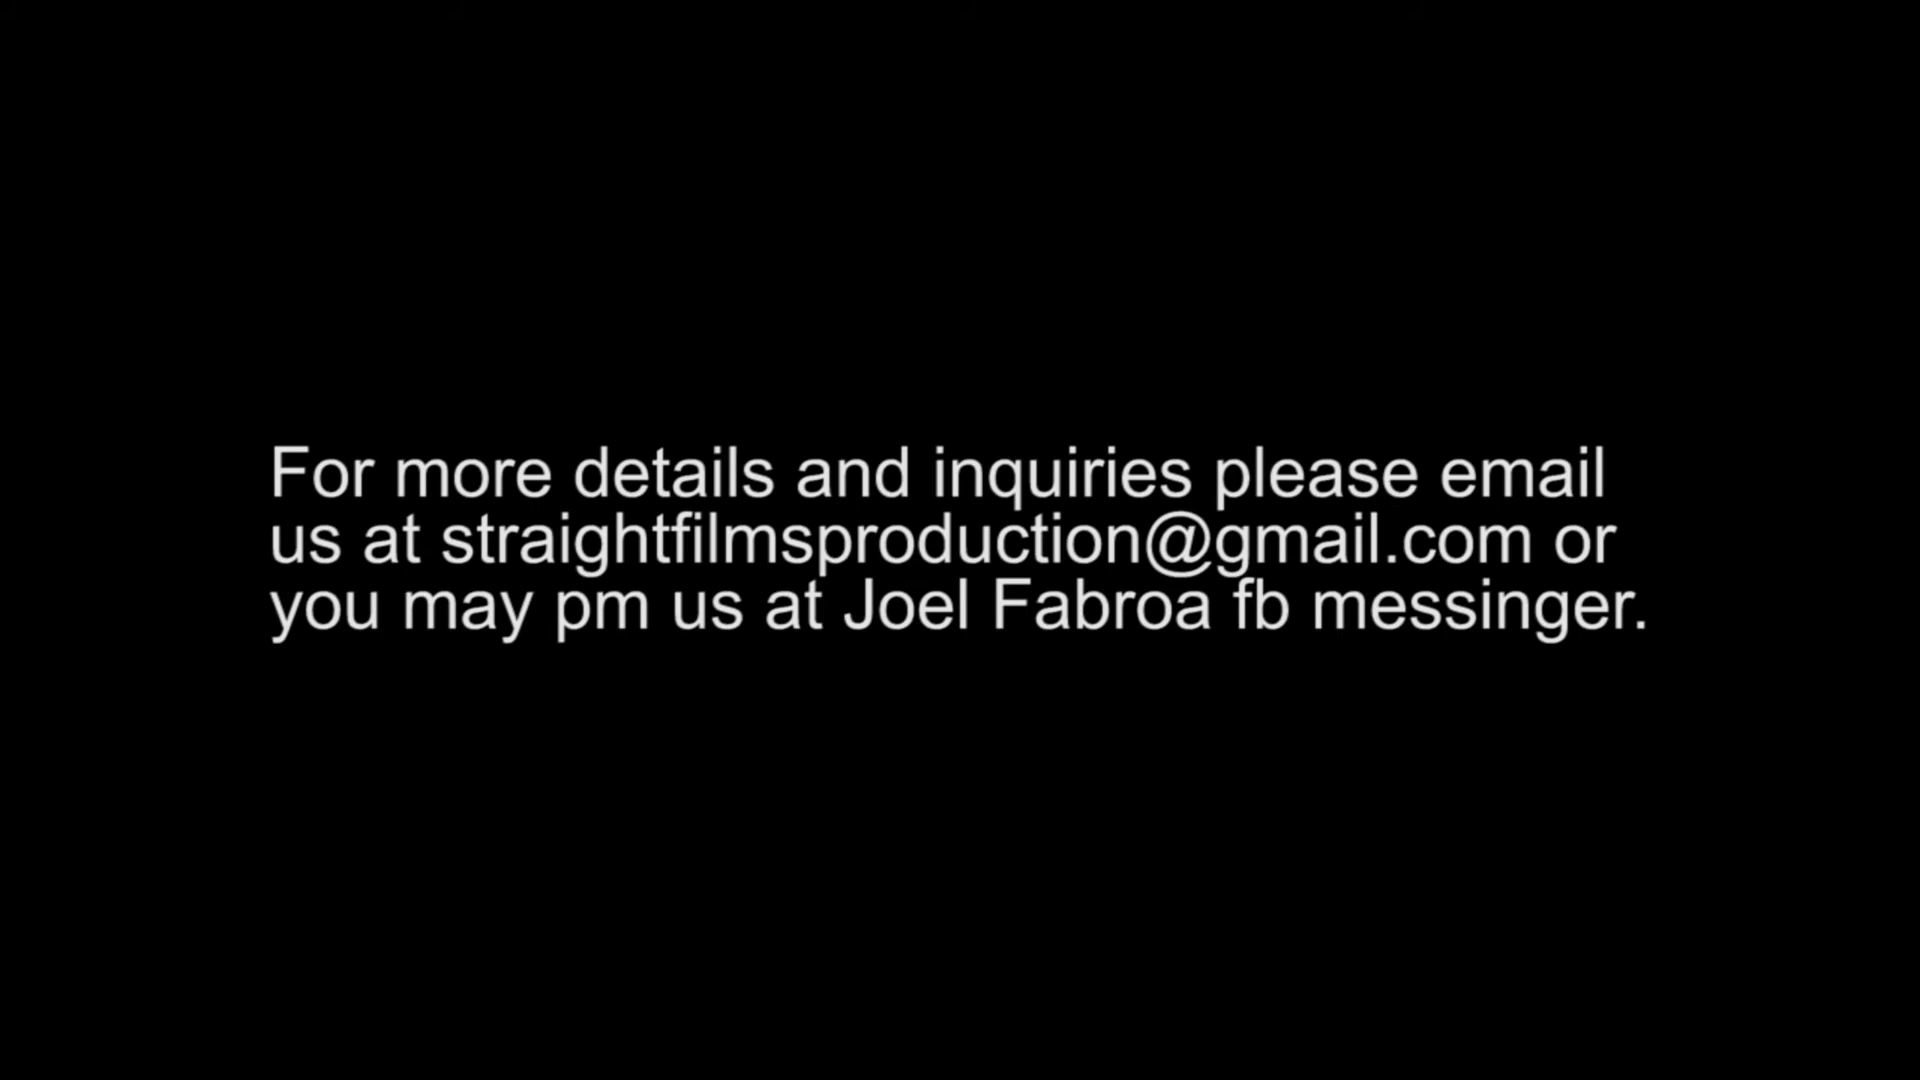 For more details and inquiries please email
us at straightfilmsproduction@gmail.com or
you may pm us at Joel Fabroa fb messinger.